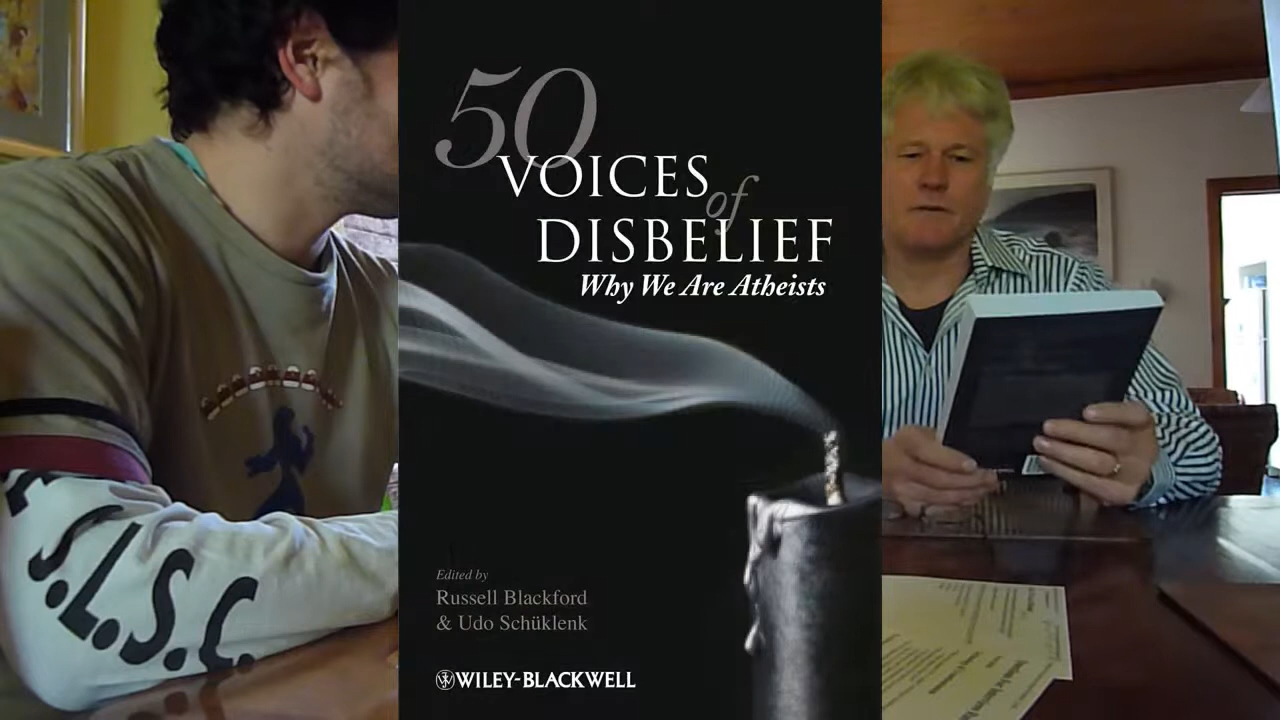 50
VOICES of
DISBELIEF
Why We Are Atheists
Edited by
Russell Blackford
& Udo Schüklenk
WILEY-BLACKWELL
S.L.S.C.